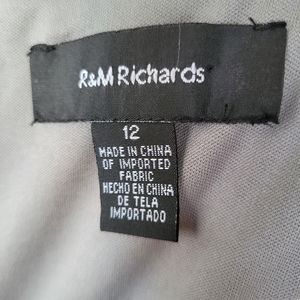 R&M Richards
12
MADE IN CHINA
OF IMPORTED
FABRIC
HECHO EN CHINA
DE TELA
IMPORTADO